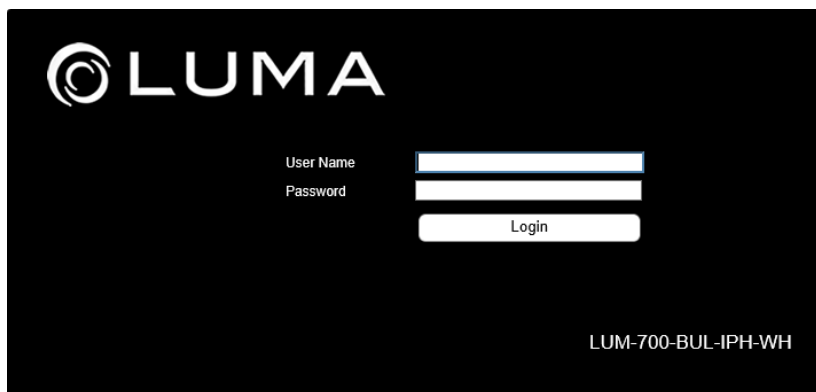 LUMA
User Name
Password
Login
LUM-700-BUL-IPH-WH